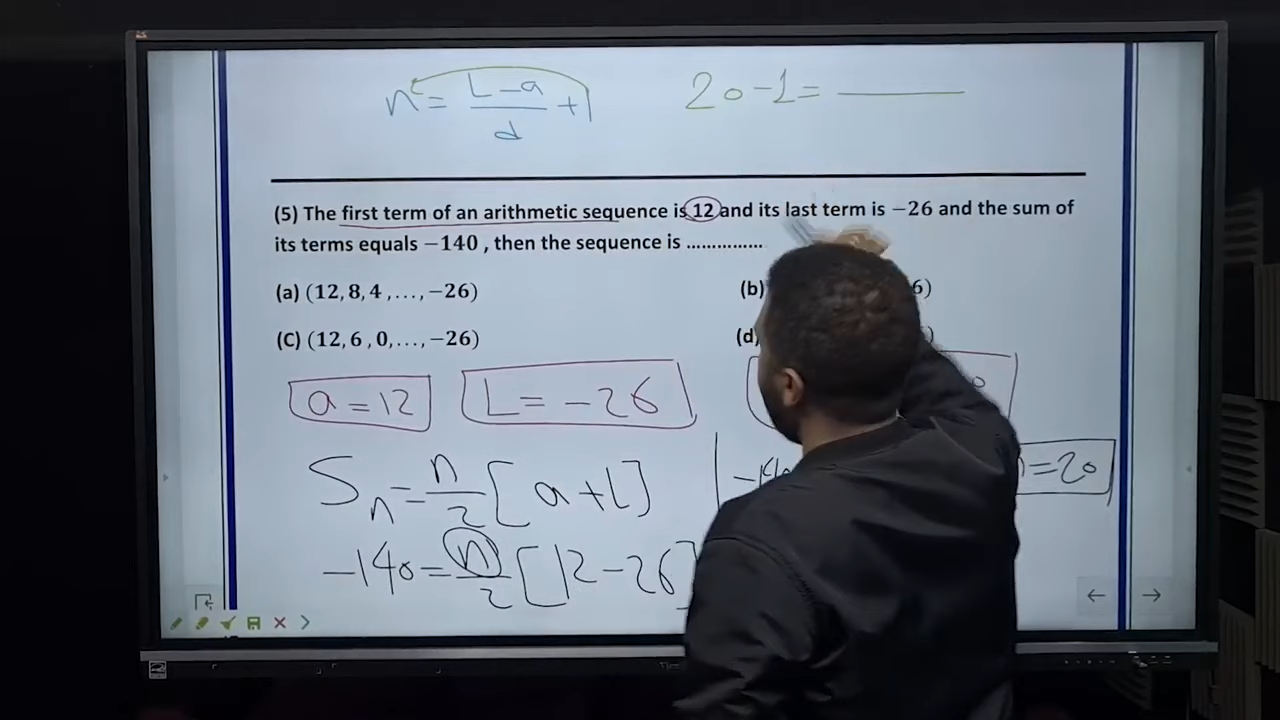 n = L - a / d + 1
20 - 1 =
(5) The first term of an arithmetic sequence is 12 and its last term is −26 and the sum of
its terms equals −140 , then the sequence is ...............
(a) (12, 8, 4 , ..., −26)
(b) 6)
(C) (12, 6 , 0, ..., −26)
(d)
a = 12
L = -26
Sn = n/2 [ a + L ]
n = 20
-140 = n/2 [12 - 26]